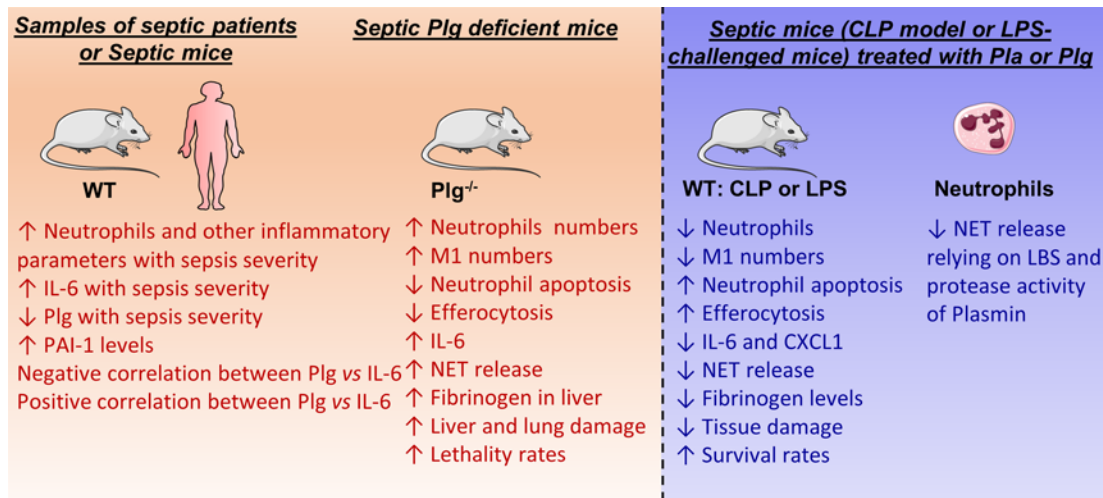 Samples of septic patients
or Septic mice
WT
↑ Neutrophils and other inflammatory
parameters with sepsis severity
↑ IL-6 with sepsis severity
↓ Plg with sepsis severity
↑ PAI-1 levels
Negative correlation between Plg vs IL-6
Positive correlation between Plg vs IL-6
Septic Plg deficient mice
Plg-/-
↑ Neutrophils numbers
↑ M1 numbers
↓ Neutrophil apoptosis
↓ Efferocytosis
↑ IL-6
↑ NET release
↑ Fibrinogen in liver
↑ Liver and lung damage
↑ Lethality rates
Septic mice (CLP model or LPS-
challenged mice) treated with Pla or Plg
WT: CLP or LPS
↓ Neutrophils
↓ M1 numbers
↑ Neutrophil apoptosis
↑ Efferocytosis
↓ IL-6 and CXCL1
↓ NET release
↓ Fibrinogen levels
↓ Tissue damage
↑ Survival rates
Neutrophils
↓ NET release
relying on LBS and
protease activity
of Plasmin